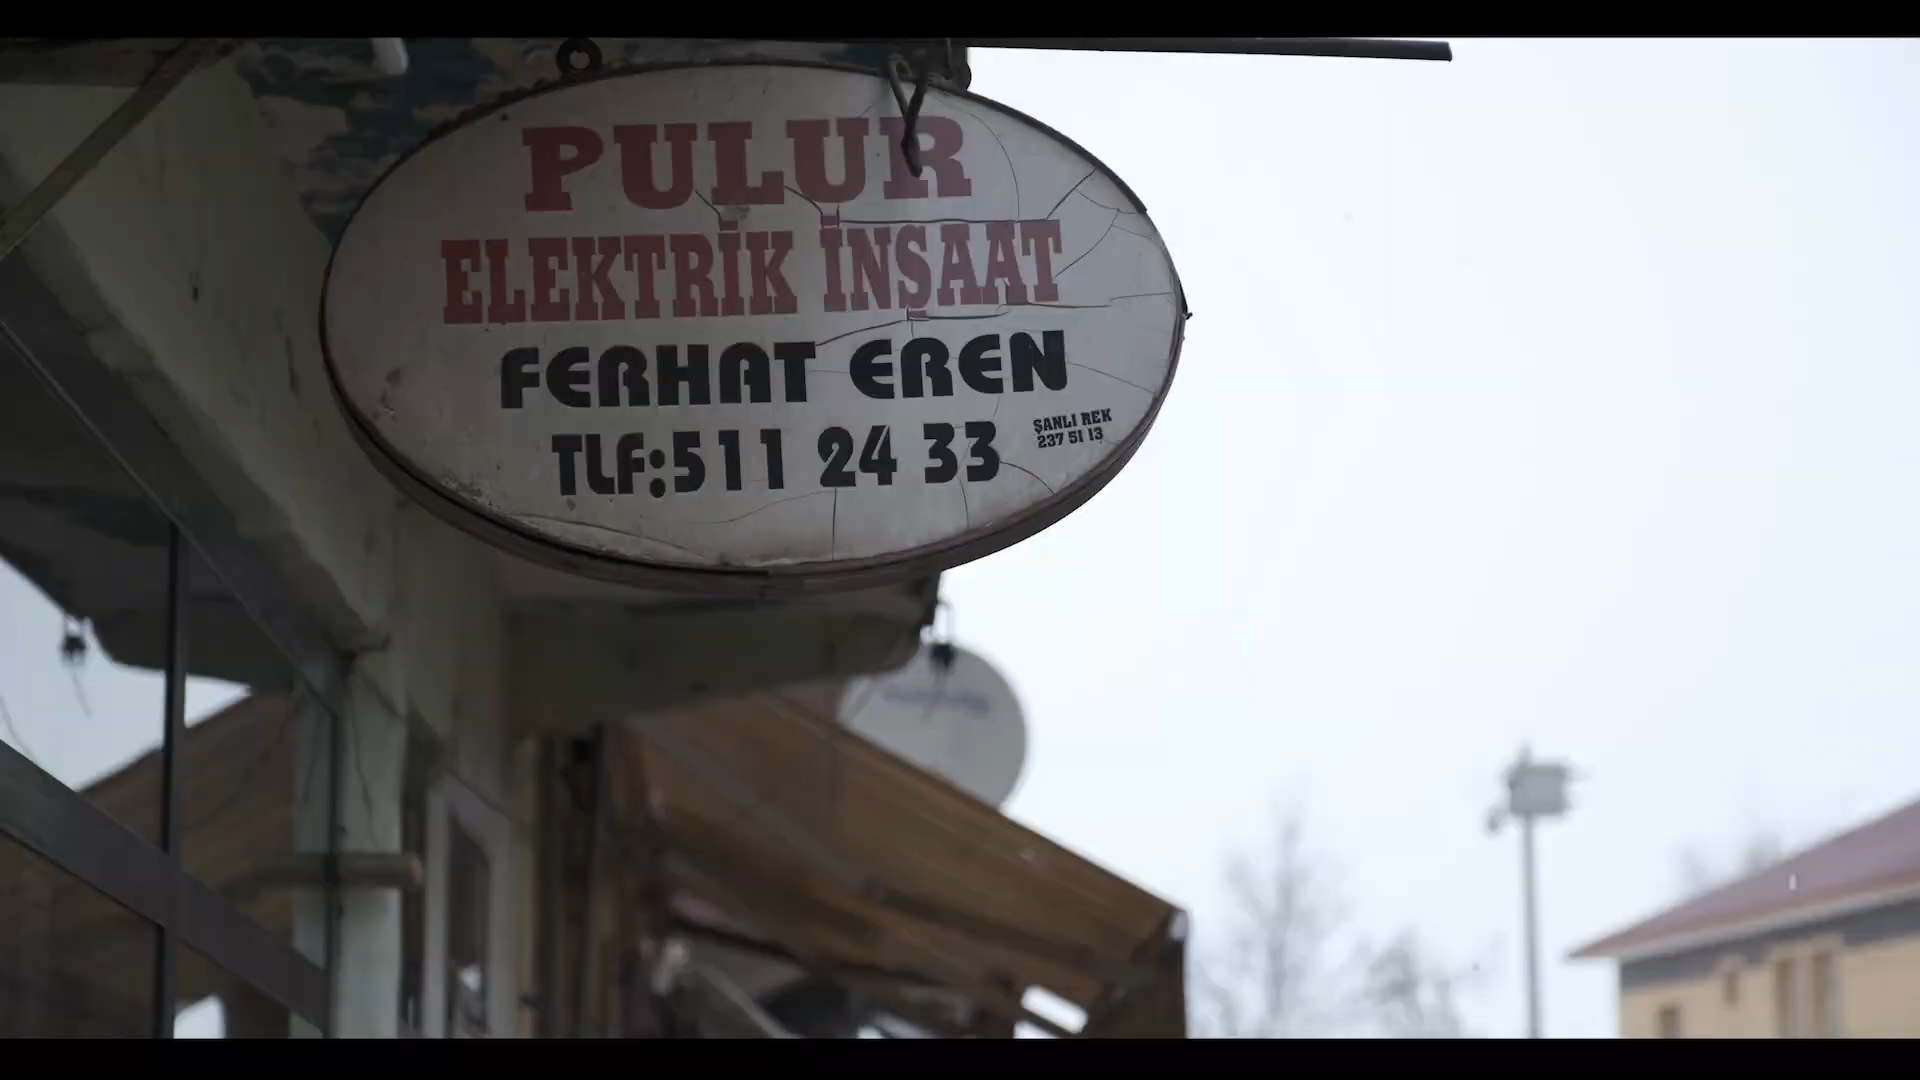 PULUR
ELEKTRİK İNŞAAT
FERHAT EREN
TLF:511 24 33
ŞANLI REK
237 51 13